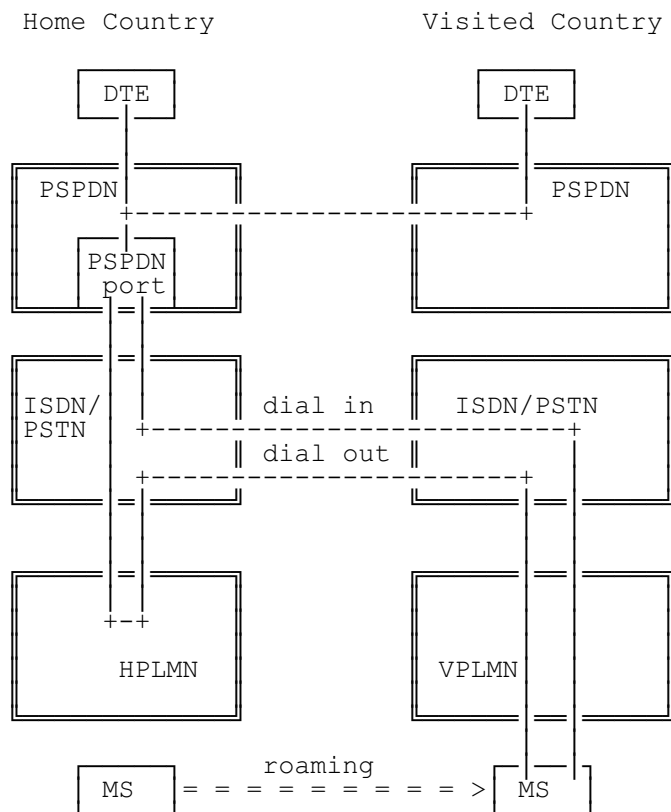 Home Country Visited Country
DTE DTE
PSPDN PSPDN
PSPDN
port
ISDN/ dial in ISDN/PSTN
PSTN
dial out
HPLMN VPLMN
roaming
MS MS